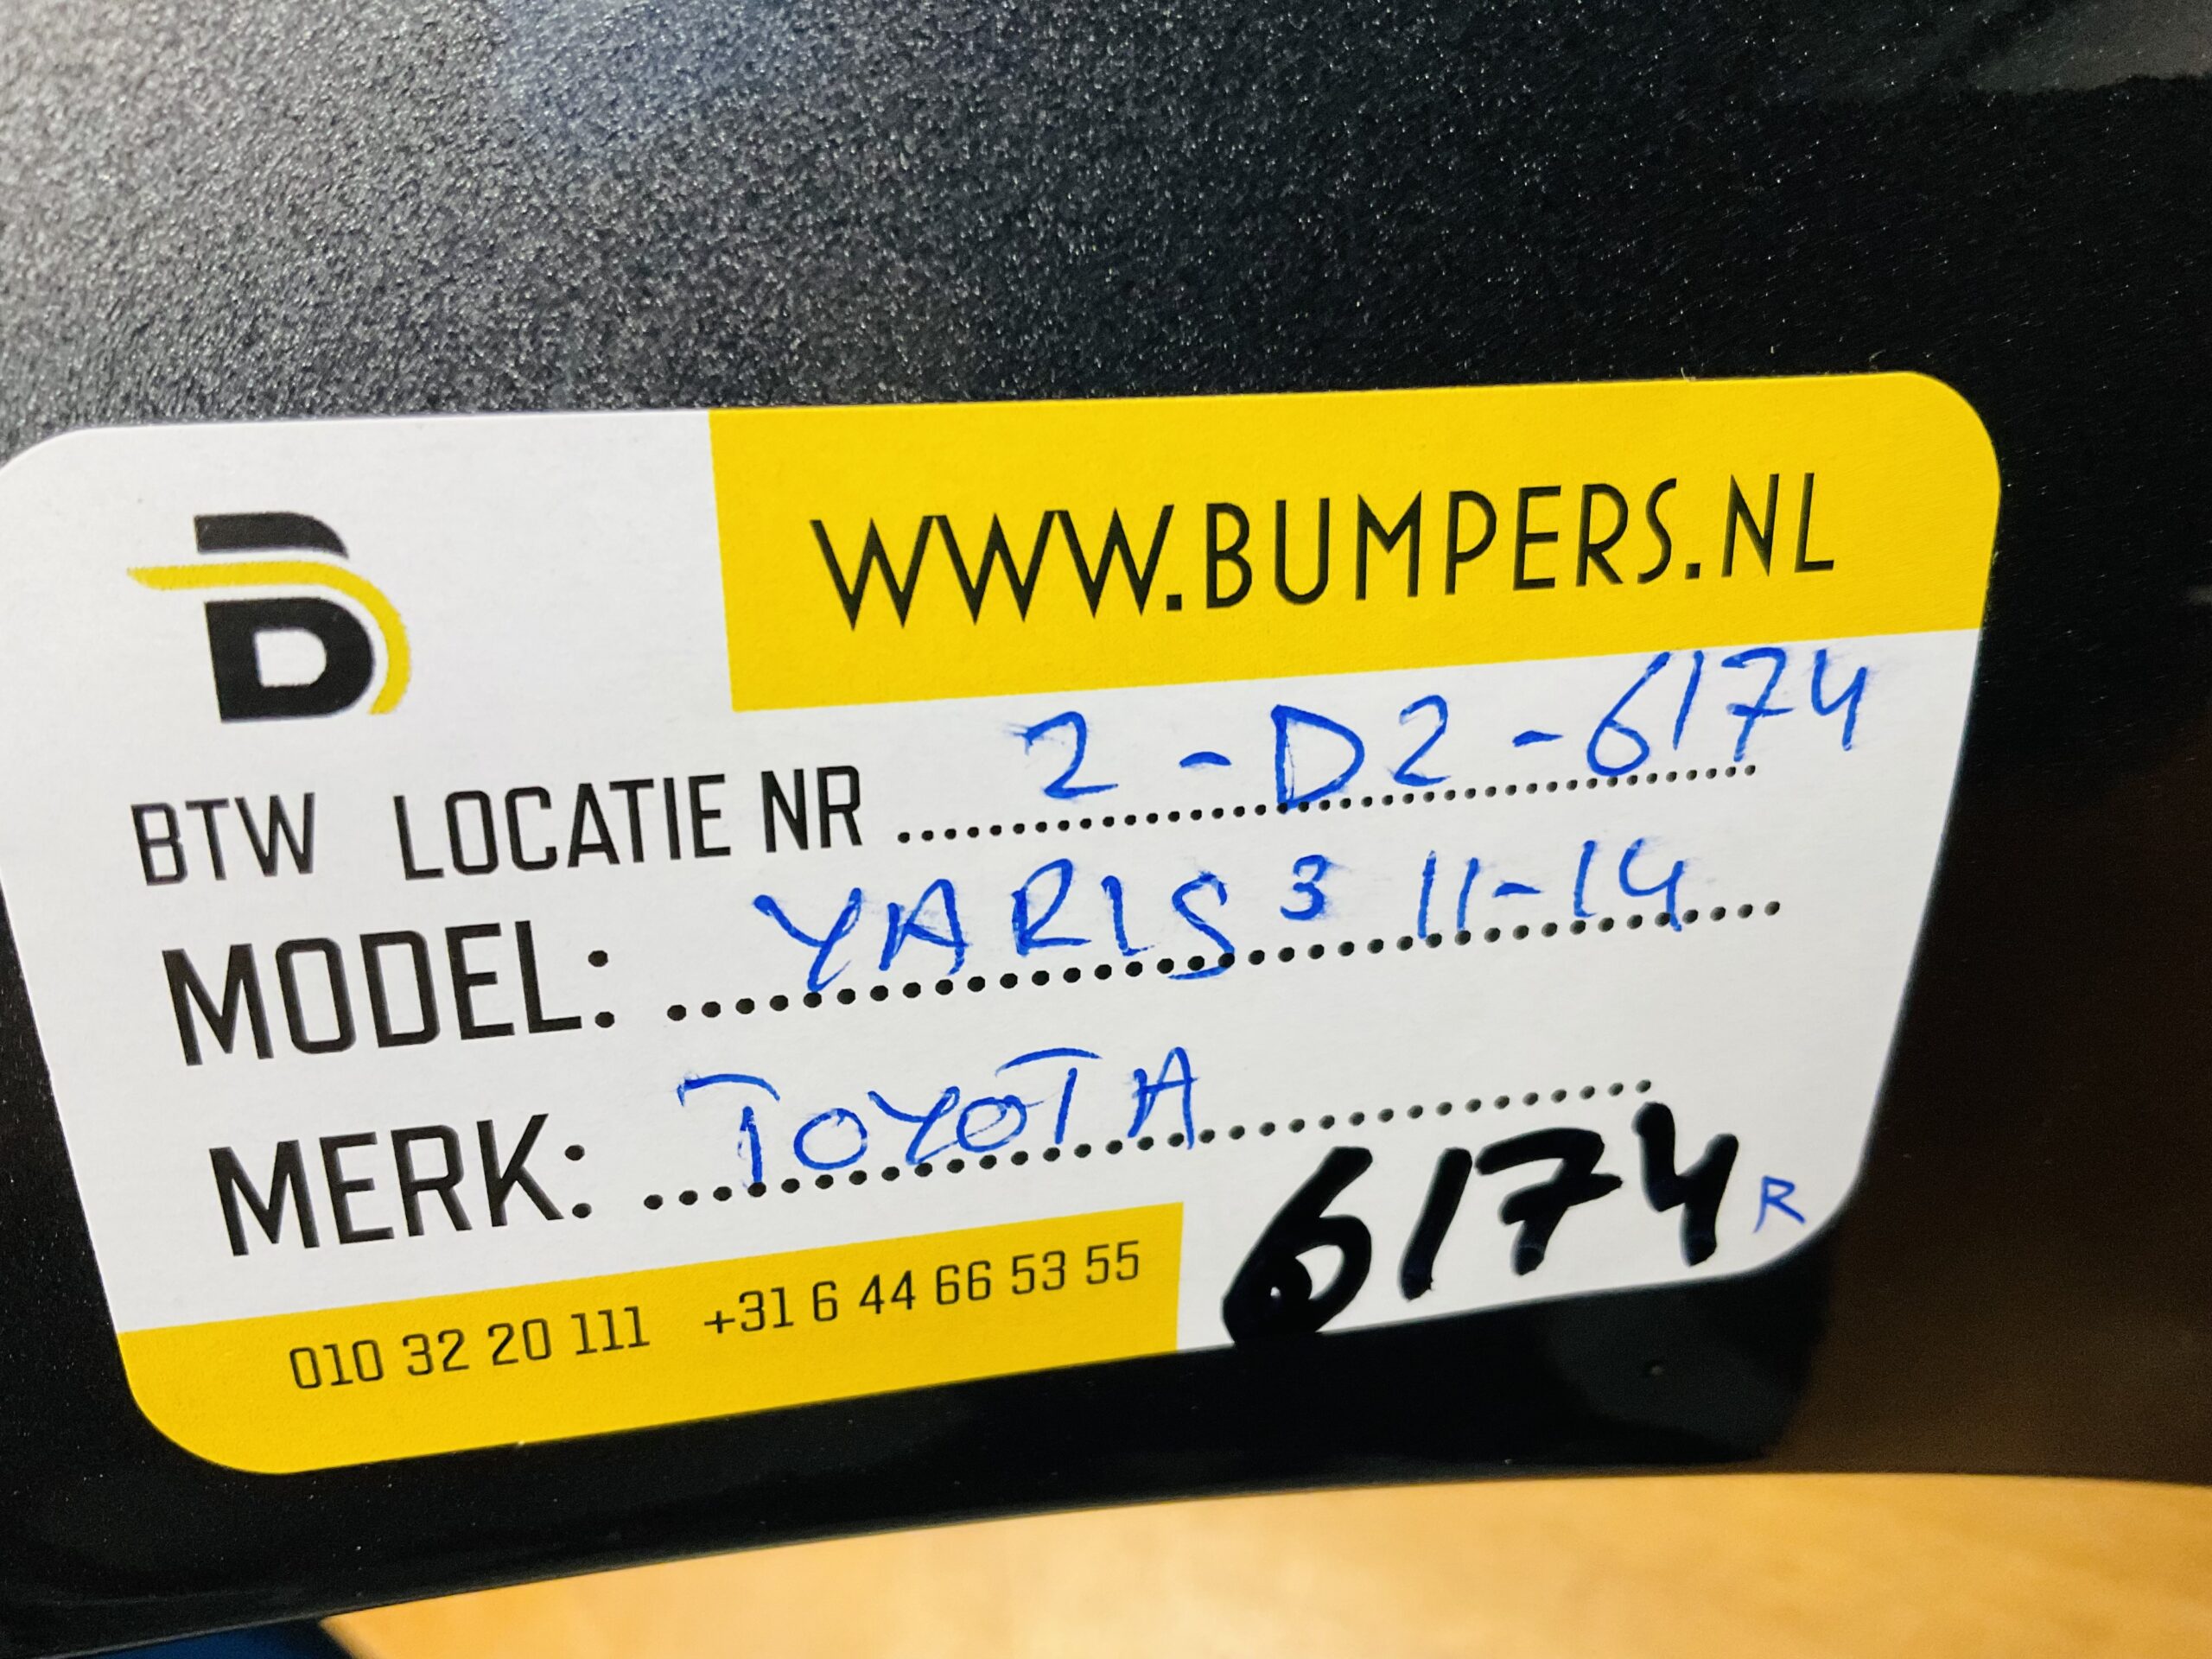 WWW.BUMPERS.NL
BTW LOCATIE NR 2-D2-6174
MODEL: YARIS 3 11-14
MERK: TOYOTA
6174 R
010 32 20 111 +31 6 44 66 53 55